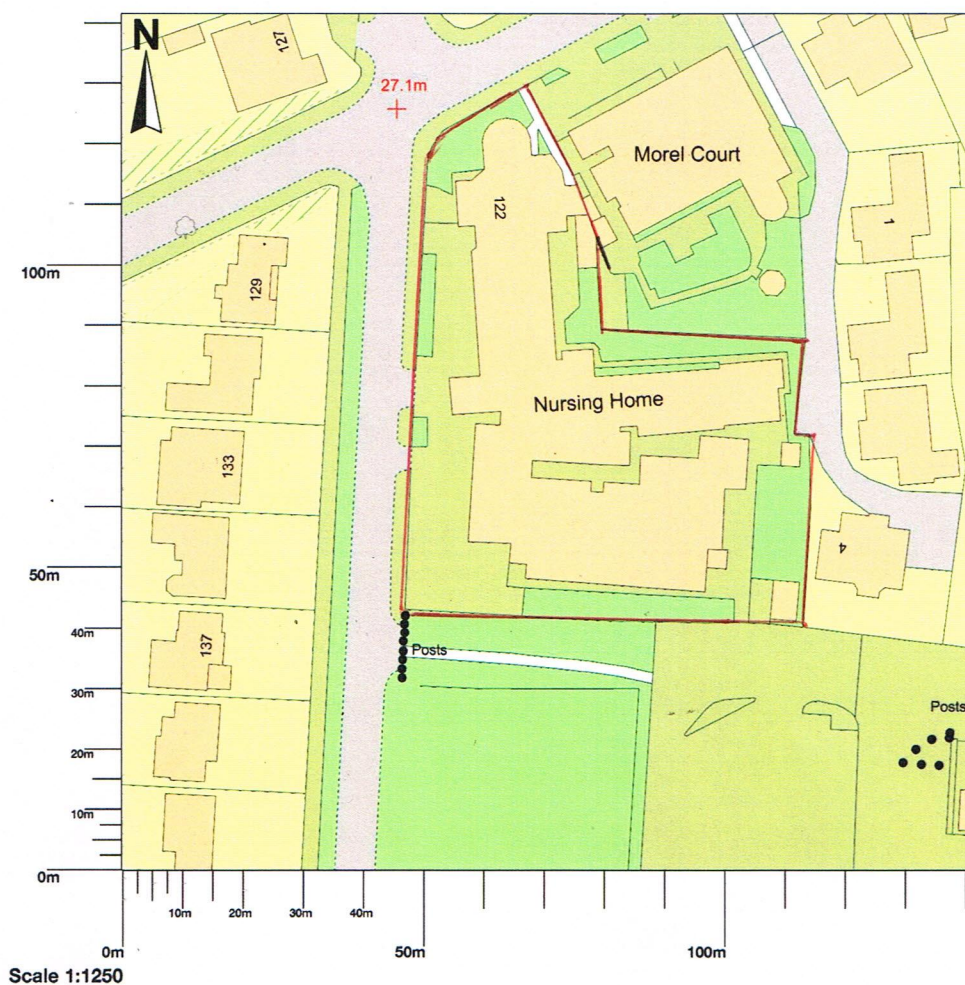 N
127
27.1m
Morel Court
122
1
100m
129
Nursing Home
133
50m
4
40m
137
Posts
30m
Posts
20m
10m
0m
10m
20m
30m
40m
0m
50m
100m
Scale 1:1250